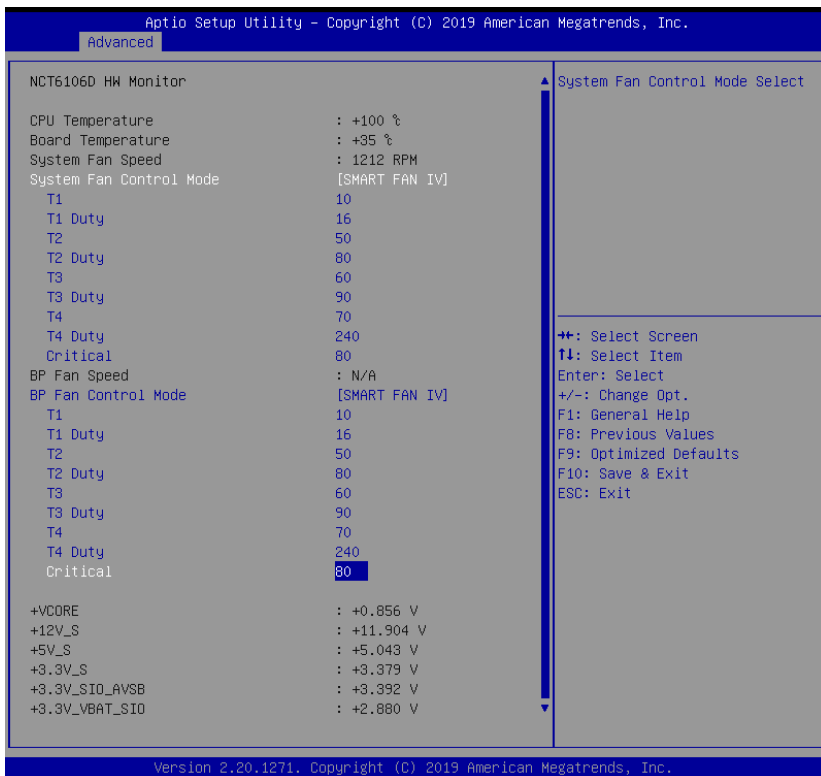 Aptio Setup Utility – Copyright (C) 2019 American Megatrends, Inc.
Advanced
NCT6106D HW Monitor
CPU Temperature : +100 ℃
Board Temperature : +35 ℃
System Fan Speed : 1212 RPM
System Fan Control Mode [SMART FAN IV]
T1 10
T1 Duty 16
T2 50
T2 Duty 80
T3 60
T3 Duty 90
T4 70
T4 Duty 240
Critical 80
BP Fan Speed : N/A
BP Fan Control Mode [SMART FAN IV]
T1 10
T1 Duty 16
T2 50
T2 Duty 80
T3 60
T3 Duty 90
T4 70
T4 Duty 240
Critical 80
+VCORE : +0.856 V
+12V_S : +11.904 V
+5V_S : +5.043 V
+3.3V_S : +3.379 V
+3.3V_SIO_AVSB : +3.392 V
+3.3V_VBAT_SIO : +2.880 V
System Fan Control Mode Select
→←: Select Screen
↑↓: Select Item
Enter: Select
+/-: Change Opt.
F1: General Help
F8: Previous Values
F9: Optimized Defaults
F10: Save & Exit
ESC: Exit
Version 2.20.1271. Copyright (C) 2019 American Megatrends, Inc.